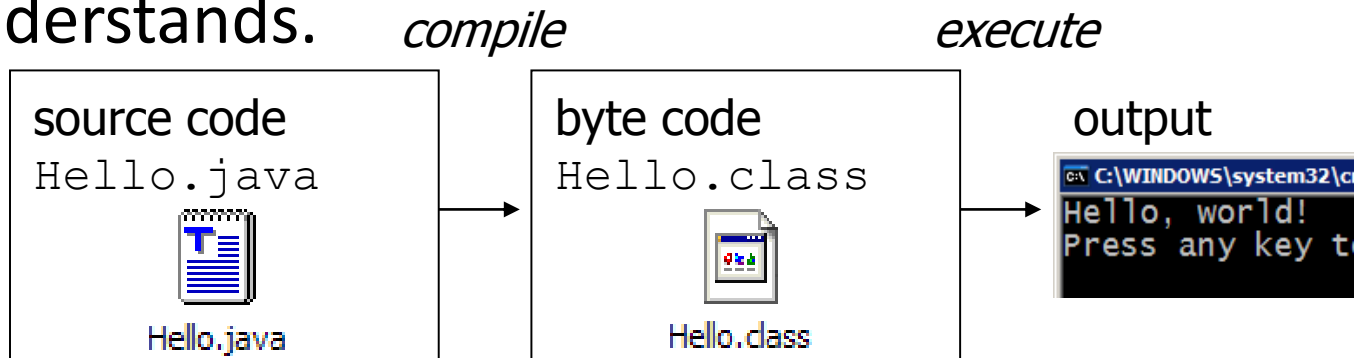 derstands.
compile
execute
source code
Hello.java
Hello.java
byte code
Hello.class
Hello.class
output
C:\WINDOWS\system32\c
Hello, world!
Press any key t